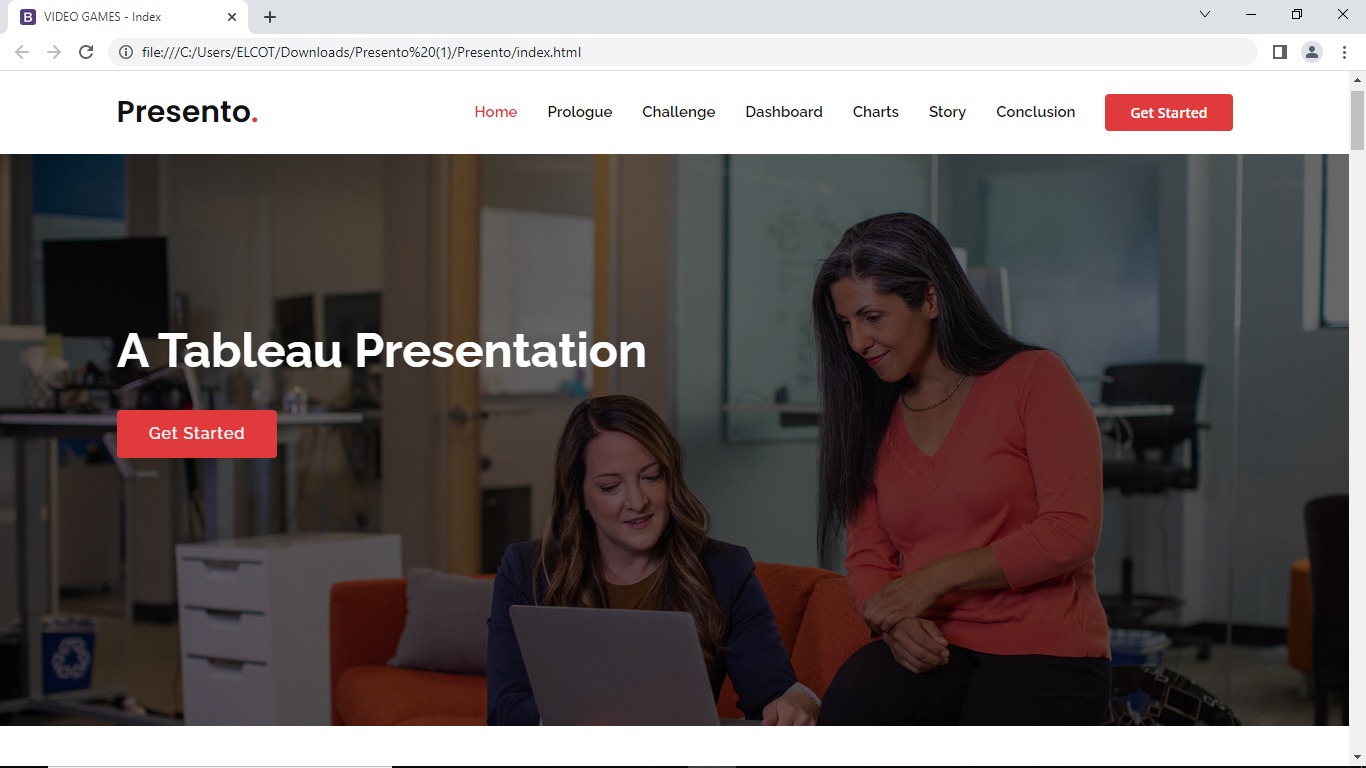 VIDEO GAMES - Index
file:///C:/Users/ELCOT/Downloads/Presento%20(1)/Presento/index.html
Presento.
Home Prologue Challenge Dashboard Charts Story Conclusion Get Started
A Tableau Presentation
Get Started